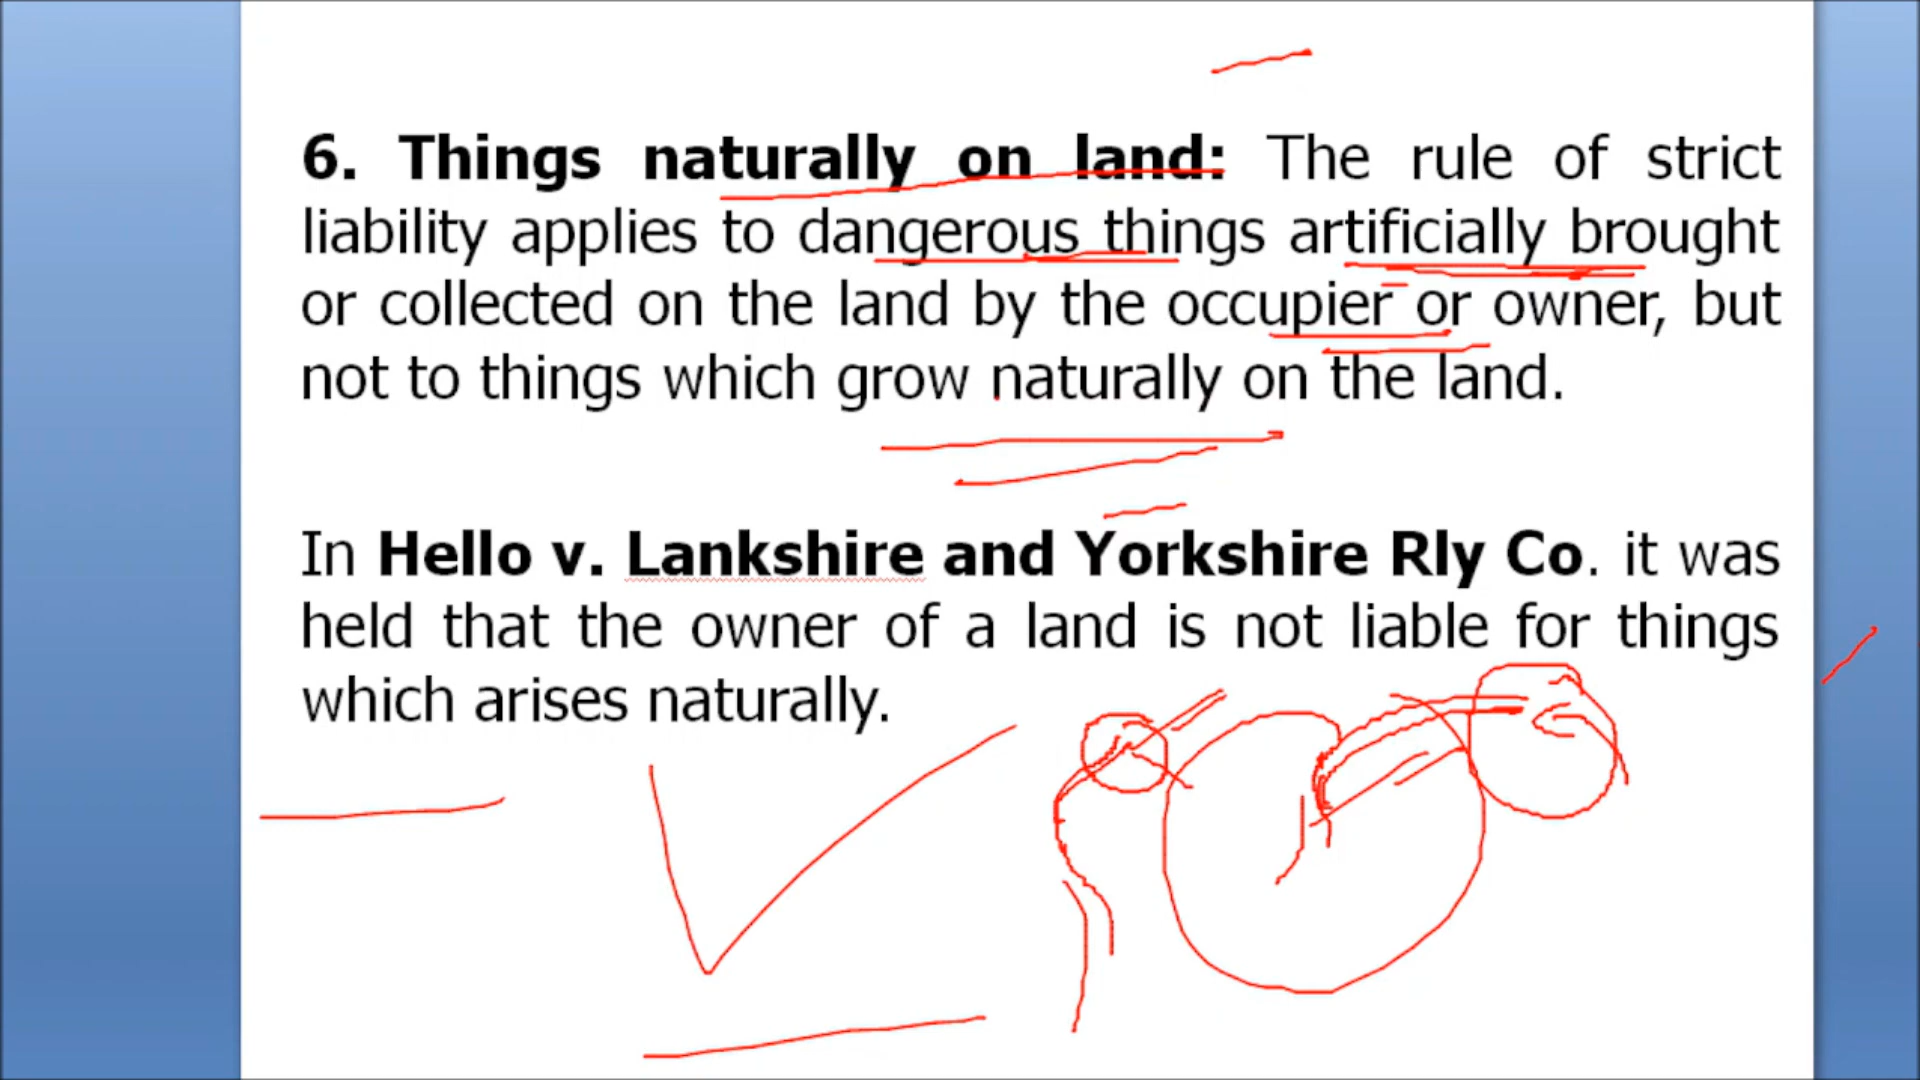 6. Things naturally on land: The rule of strict
liability applies to dangerous things artificially brought
or collected on the land by the occupier or owner, but
not to things which grow naturally on the land.
In Hello v. Lankshire and Yorkshire Rly Co. it was
held that the owner of a land is not liable for things
which arises naturally.